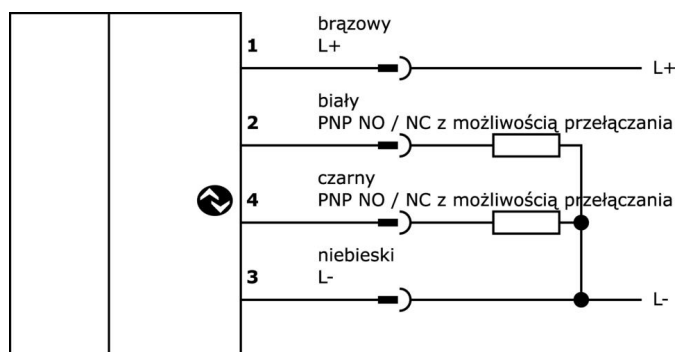 brązowy
1 L+
L+
biały
2 PNP NO / NC z możliwością przełączania
czarny
4 PNP NO / NC z możliwością przełączania
niebieski
3 L-
L-